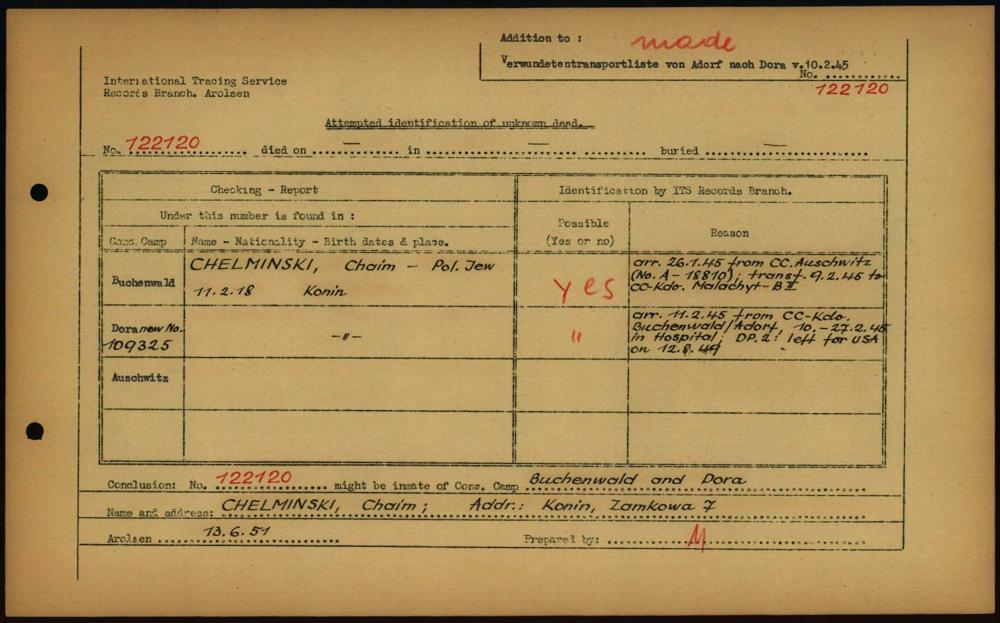 Addition to :
made
Verwundetentransportliste von Adorf nach Dora v.10.2.45
No. ............
122120
International Tracing Service
Records Branch. Arolsen
Attempted identification of unknown dead.
No. 122120 died on — in — buried —
Checking - Report
Identification by ITS Records Branch.
Under this number is found in :
Possible
(Yes or no)
Reason
Conc. Camp
Name - Nationality - Birth dates & place.
Buchenwald
CHELMINSKI, Chaim - Pol. Jew
11.2.18 Konin
yes
arr. 26.1.45 from CC. Auschwitz
(No. A - 18810); transf. 9.2.45 to
CC-Kdo. Malachyt - B II
Dora new No.
109325
—"—
"
arr. 11.2.45 from CC-Kdo.
Buchenwald/Adorf, 10.-27.2.45
in Hospital; DP.2: left for USA
on 12.8.
Auschwitz
Conclusion: No. 122120 might be inmate of Conc. Camp Buchenwald and Dora
Name and address: CHELMINSKI, Chaim; Addr.: Konin, Zamkowa 7
Arolsen 13.6.51
Prepared by: